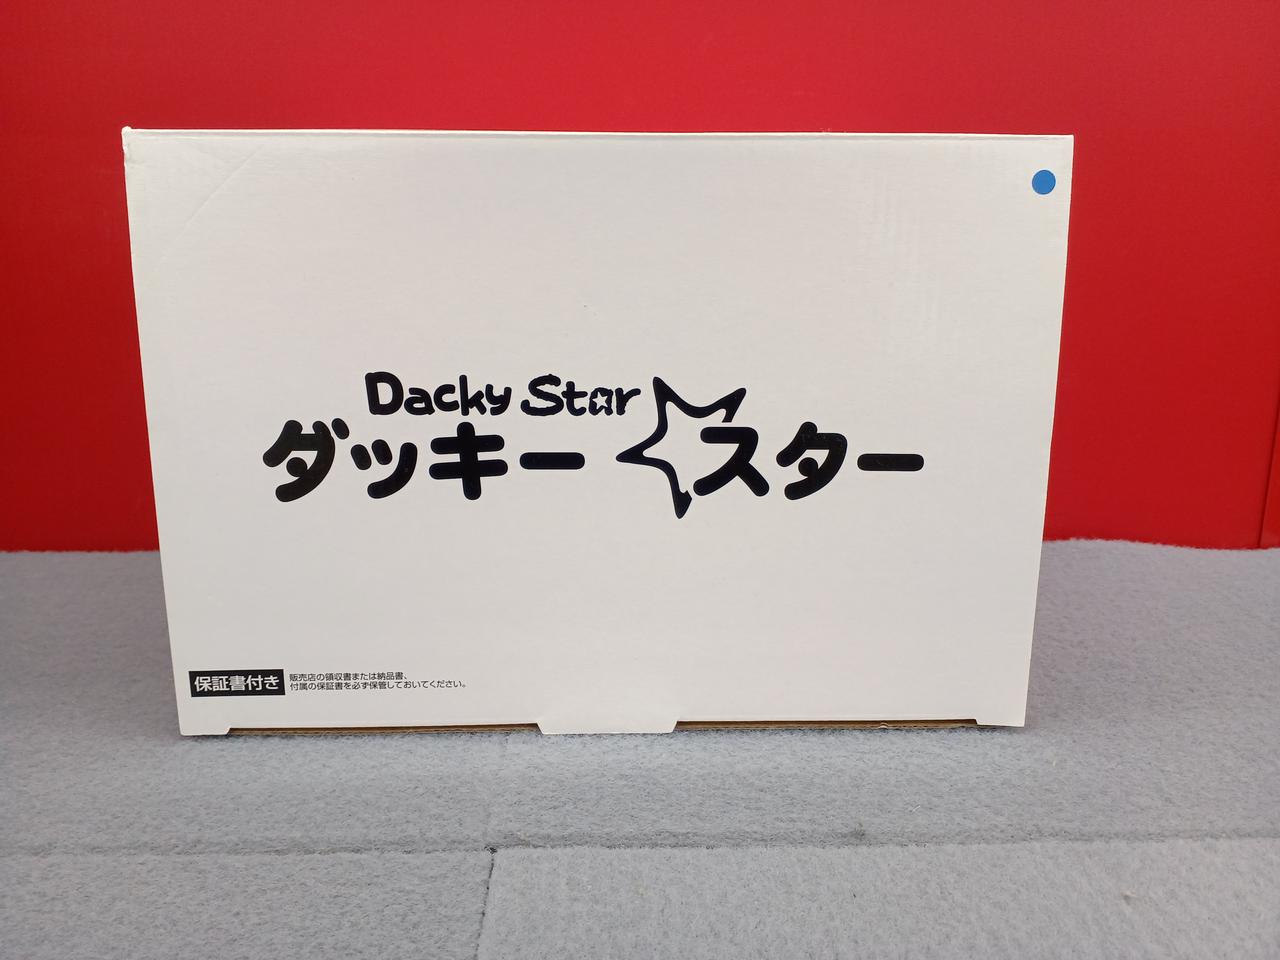 Dacky Star
ダッキースター
保証書付き
販売店の領収書または納品書、
付属の保証書を必ず保管しておいてください。